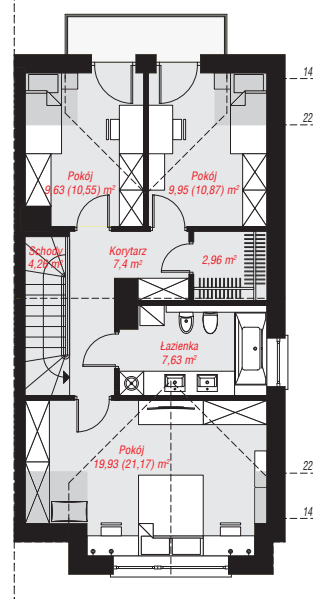 14
22
Pokój
9,63 (10,55) m²
Pokój
9,95 (10,87) m²
Schody
4,26 m²
Korytarz
7,4 m²
2,96 m²
Łazienka
7,63 m²
Pokój
19,93 (21,17) m²
22
14